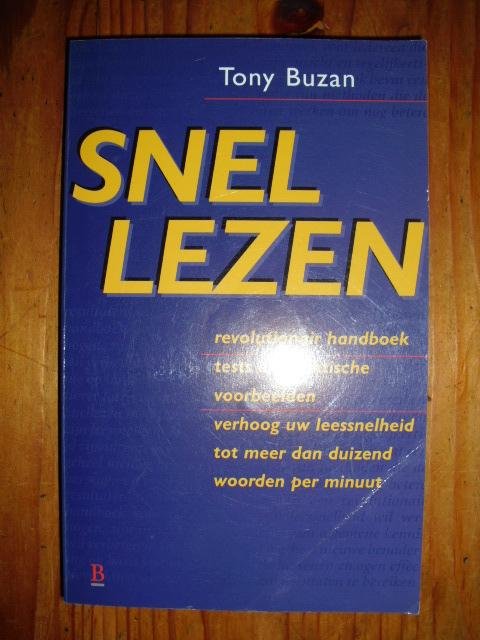 Tony Buzan
SNEL
LEZEN
revolutionair handboek
tests
voorbeelden
verhoog uw leessnelheid
tot meer dan duizend
woorden per minuut
B